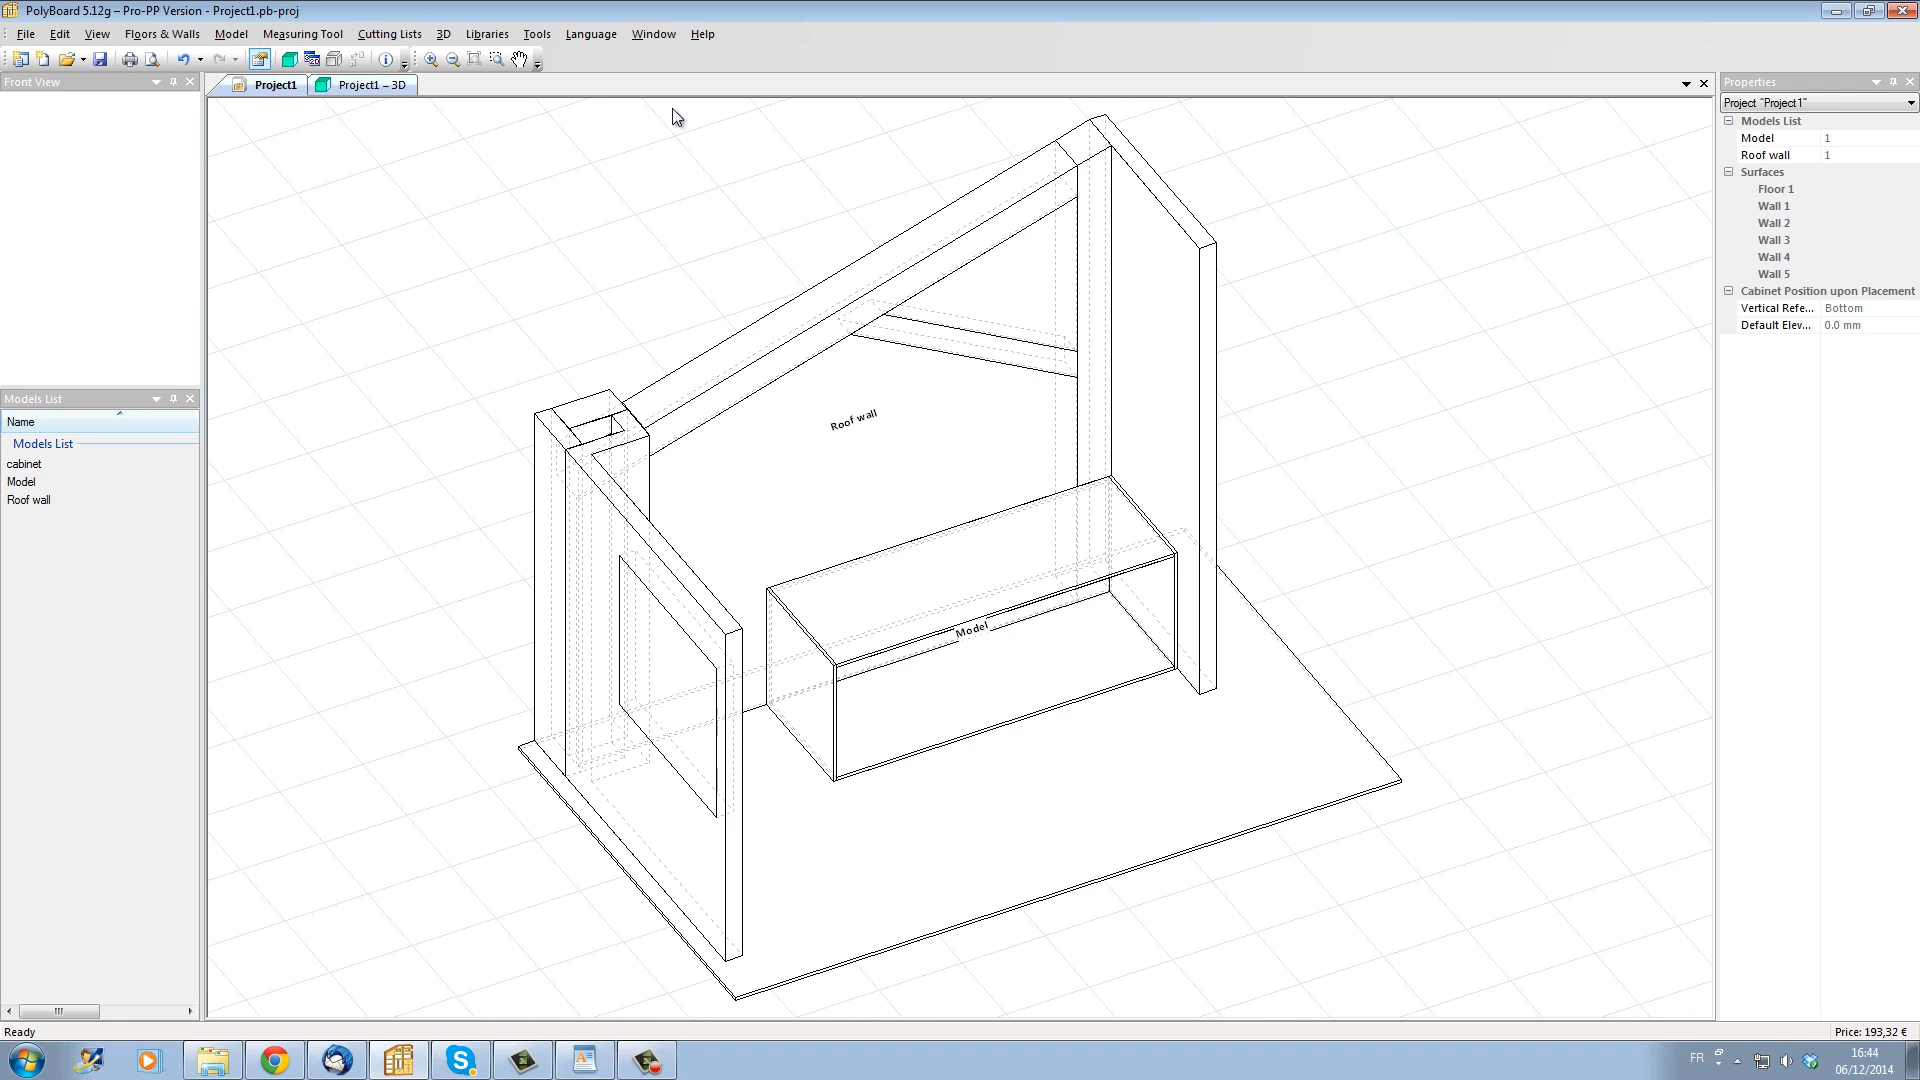 PolyBoard 5.12g – Pro-PP Version - Project1.pb-proj
File Edit View Floors & Walls Model Measuring Tool Cutting Lists 3D Libraries Tools Language Window Help
Front View
Project1
Project1 – 3D
Properties
Project "Project1"
Models List
Model 1
Roof wall 1
Surfaces
Floor 1
Wall 1
Wall 2
Wall 3
Wall 4
Wall 5
Cabinet Position upon Placement
Vertical Refe... Bottom
Default Elev... 0.0 mm
Models List
Name
Models List
cabinet
Model
Roof wall
Roof wall
Model
Ready
Price: 193,32 €
FR
16:44
06/12/2014